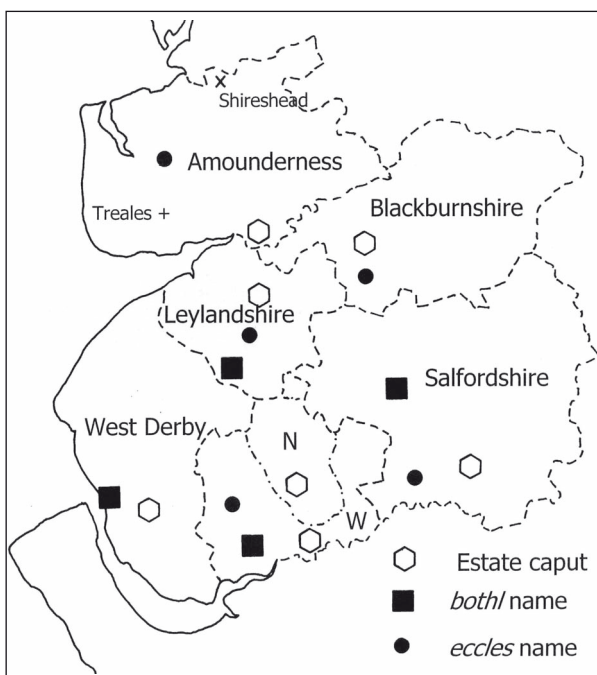 Shireshead
Amounderness
Treales +
Blackburnshire
Leylandshire
Salfordshire
West Derby
N
W
Estate caput
bothl name
eccles name